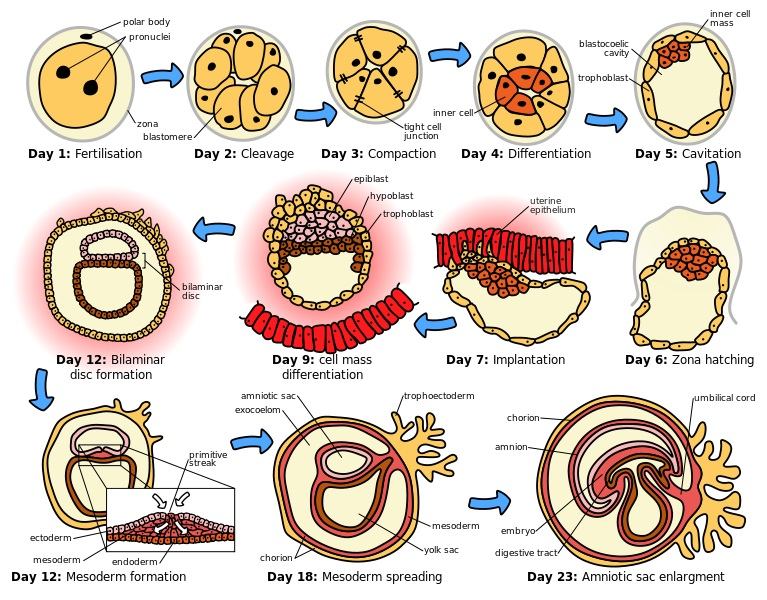 polar body
pronuclei
zona
Day 1: Fertilisation
blastomere
Day 2: Cleavage
tight cell
junction
Day 3: Compaction
inner cell
Day 4: Differentiation
inner cell
mass
blastocoelic
cavity
trophoblast
Day 5: Cavitation
bilaminar
disc
Day 12: Bilaminar
disc formation
epiblast
hypoblast
trophoblast
Day 9: cell mass
differentiation
uterine
epithelium
Day 7: Implantation
Day 6: Zona hatching
primitive
streak
ectoderm
mesoderm
endoderm
Day 12: Mesoderm formation
amniotic sac
exocoelom
trophoectoderm
mesoderm
yolk sac
chorion
Day 18: Mesoderm spreading
umbilical cord
chorion
amnion
embryo
digestive tract
Day 23: Amniotic sac enlargment